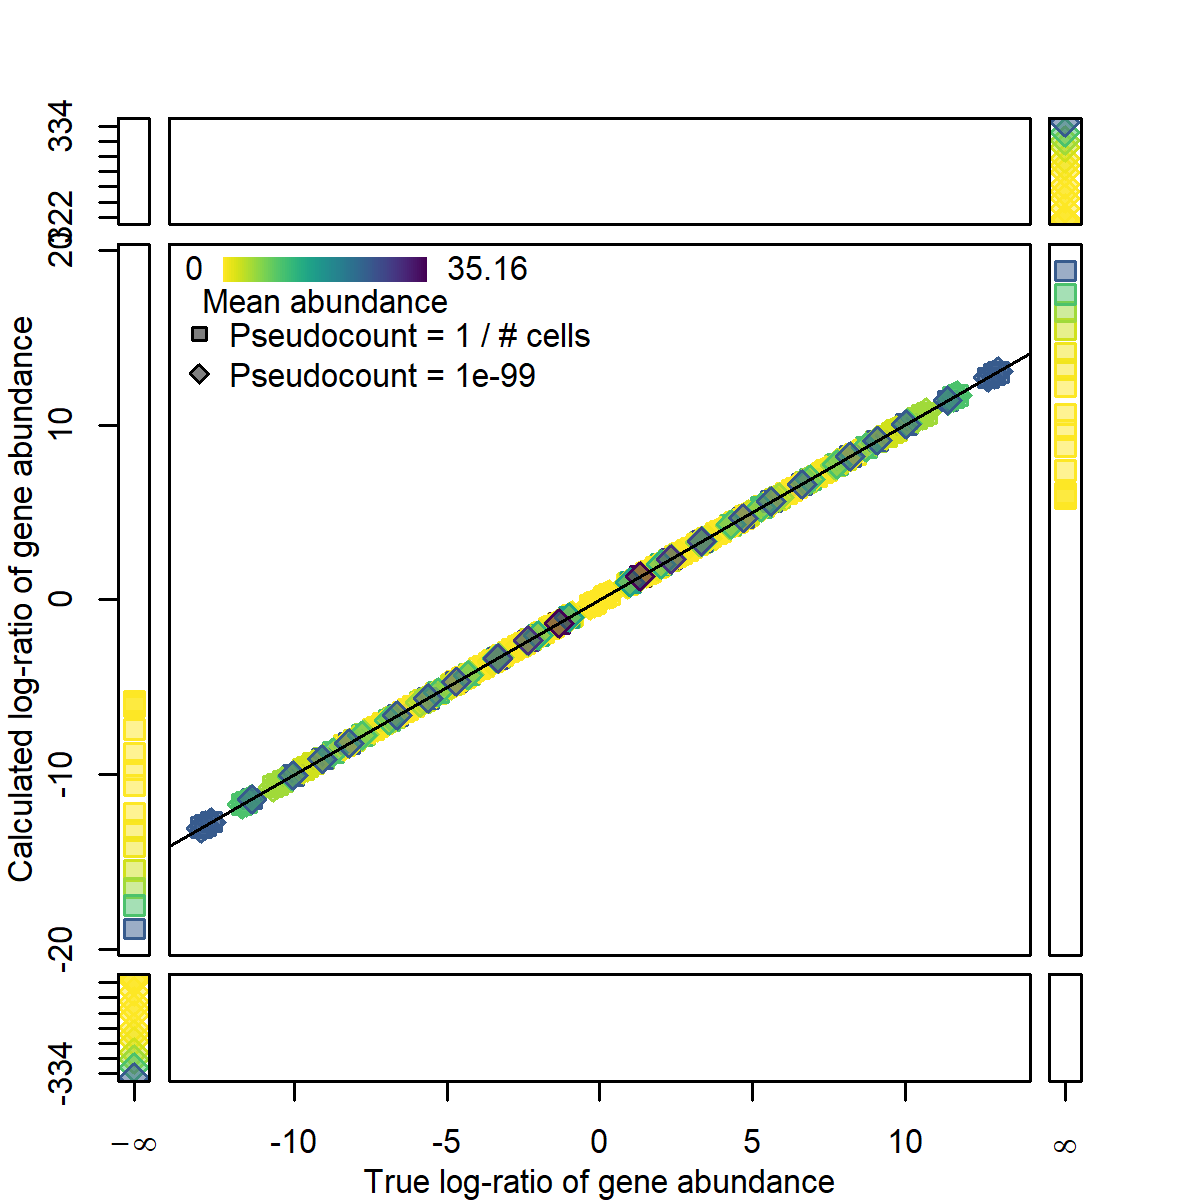 334
322
20
0 35.16
Mean abundance
Pseudocount = 1 / # cells
Pseudocount = 1e-99
10
0
-10
-20
-334
Calculated log-ratio of gene abundance
−∞ -10 -5 0 5 10 ∞
True log-ratio of gene abundance